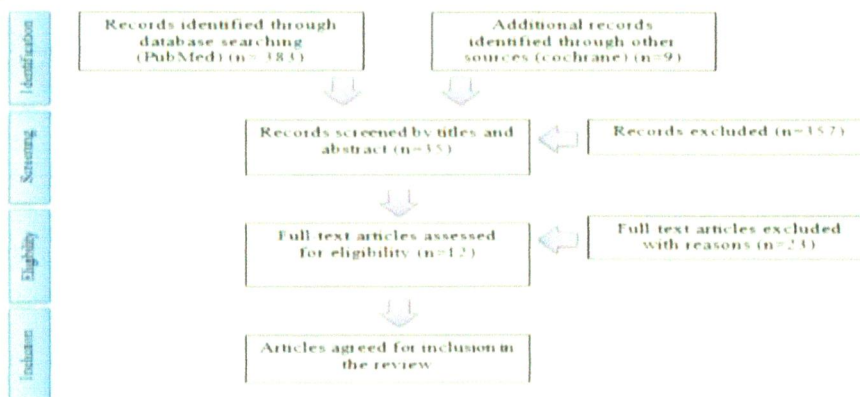 Identification
Records identified through
database searching
(PubMed) (n= 383)
Additional records
identified through other
sources (cochrane) (n=9)
Screening
Records screened by titles and
abstract (n=35)
Records excluded (n=357)
Eligibility
Full text articles assessed
for eligibility (n=12)
Full text articles excluded
with reasons (n=23)
Inclusion
Articles agreed for inclusion in
the review